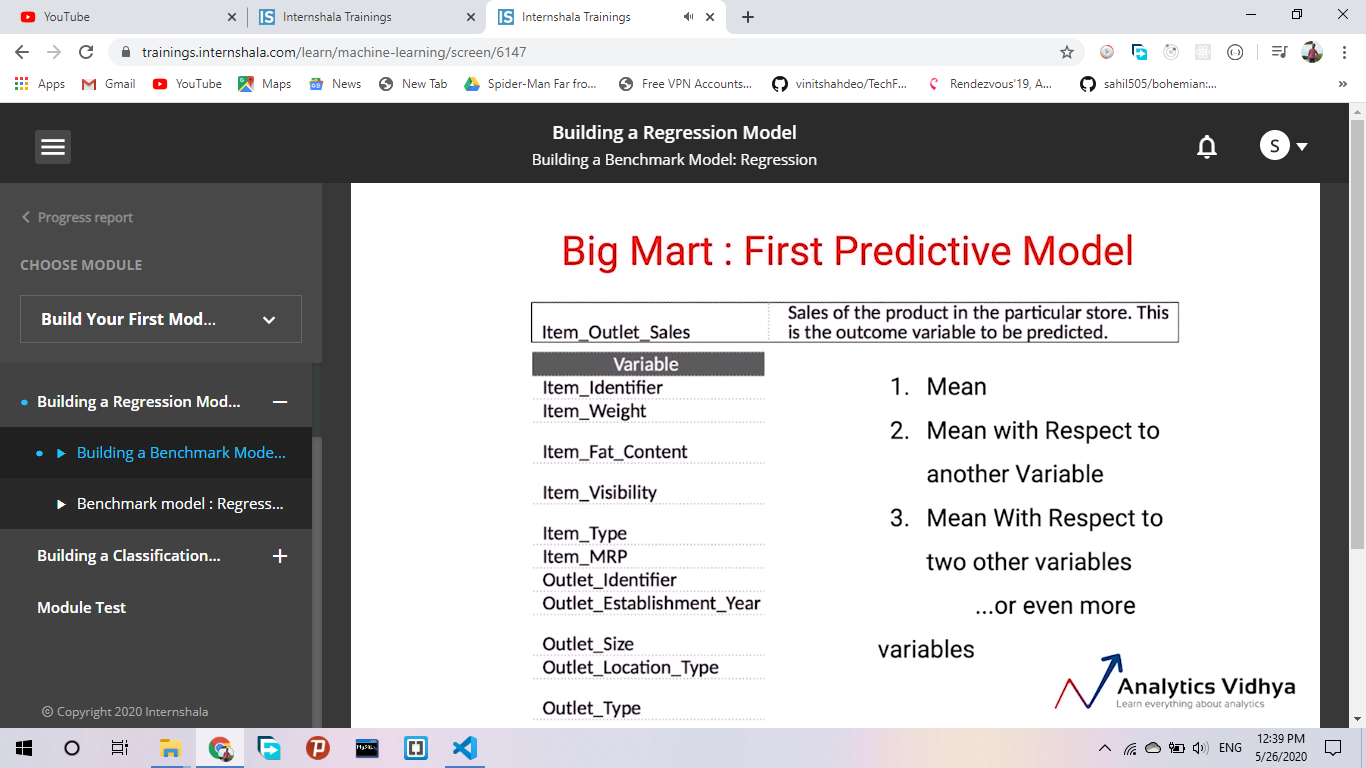 YouTube
Internshala Trainings
Internshala Trainings
trainings.internshala.com/learn/machine-learning/screen/6147
Apps
Gmail
YouTube
Maps
News
New Tab
Spider-Man Far fro...
Free VPN Accounts...
vinitshahdeo/TechF...
Rendezvous'19, A...
sahil505/bohemian:...
»
Building a Regression Model
Building a Benchmark Model: Regression
S
Progress report
CHOOSE MODULE
Build Your First Mod...
Building a Regression Mod...
Building a Benchmark Mode...
Benchmark model : Regress...
Building a Classification...
Module Test
© Copyright 2020 Internshala
Big Mart : First Predictive Model
Item_Outlet_Sales
Sales of the product in the particular store. This
is the outcome variable to be predicted.
Variable
Item_Identifier
Item_Weight
Item_Fat_Content
Item_Visibility
Item_Type
Item_MRP
Outlet_Identifier
Outlet_Establishment_Year
Outlet_Size
Outlet_Location_Type
Outlet_Type
1. Mean
2. Mean with Respect to
another Variable
3. Mean With Respect to
two other variables
...or even more
variables
Analytics Vidhya
Learn everything about analytics
MySQL
ENG
12:39 PM
5/26/2020